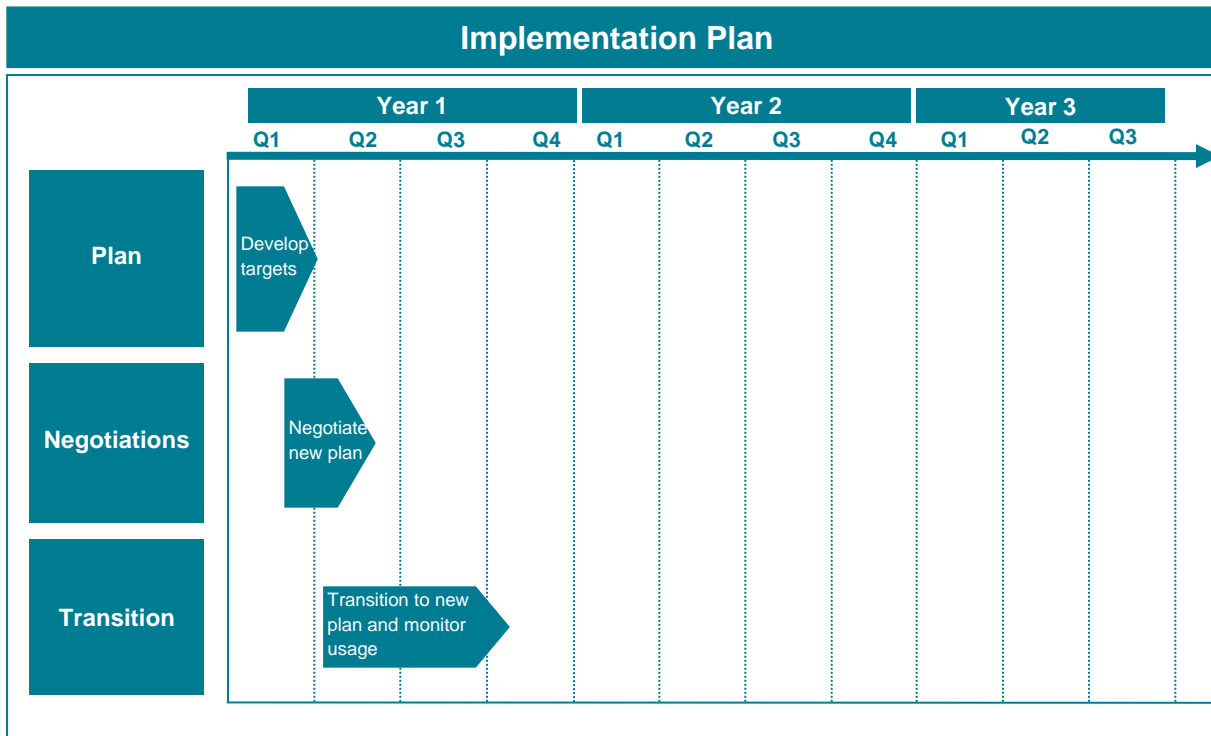 Implementation Plan
Year 1 Year 2 Year 3
Q1 Q2 Q3 Q4 Q1 Q2 Q3 Q4 Q1 Q2 Q3
Plan
Develop
targets
Negotiations
Negotiate
new plan
Transition
Transition to new
plan and monitor
usage